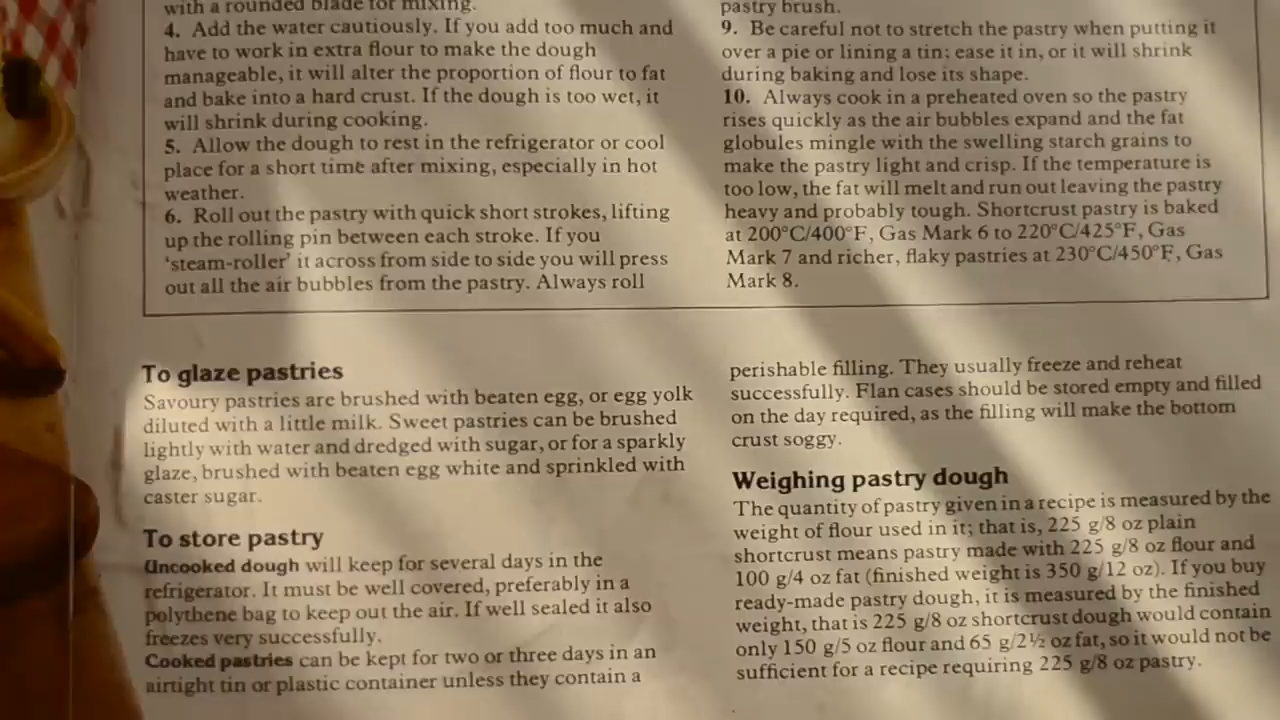 with a rounded blade for mixing.
4. Add the water cautiously. If you add too much and
have to work in extra flour to make the dough
manageable, it will alter the proportion of flour to fat
and bake into a hard crust. If the dough is too wet, it
will shrink during cooking.
5. Allow the dough to rest in the refrigerator or cool
place for a short time after mixing, especially in hot
weather.
6. Roll out the pastry with quick short strokes, lifting
up the rolling pin between each stroke. If you
'steam-roller' it across from side to side you will press
out all the air bubbles from the pastry. Always roll
pastry brush.
9. Be careful not to stretch the pastry when putting it
over a pie or lining a tin; ease it in, or it will shrink
during baking and lose its shape.
10. Always cook in a preheated oven so the pastry
rises quickly as the air bubbles expand and the fat
globules mingle with the swelling starch grains to
make the pastry light and crisp. If the temperature is
too low, the fat will melt and run out leaving the pastry
heavy and probably tough. Shortcrust pastry is baked
at 200°C/400°F, Gas Mark 6 to 220°C/425°F, Gas
Mark 7 and richer, flaky pastries at 230°C/450°F, Gas
Mark 8.
To glaze pastries
Savoury pastries are brushed with beaten egg, or egg yolk
diluted with a little milk. Sweet pastries can be brushed
lightly with water and dredged with sugar, or for a sparkly
glaze, brushed with beaten egg white and sprinkled with
caster sugar.
To store pastry
Uncooked dough will keep for several days in the
refrigerator. It must be well covered, preferably in a
polythene bag to keep out the air. If well sealed it also
freezes very successfully.
Cooked pastries can be kept for two or three days in an
airtight tin or plastic container unless they contain a
perishable filling. They usually freeze and reheat
successfully. Flan cases should be stored empty and filled
on the day required, as the filling will make the bottom
crust soggy.
Weighing pastry dough
The quantity of pastry given in a recipe is measured by the
weight of flour used in it; that is, 225 g/8 oz plain
shortcrust means pastry made with 225 g/8 oz flour and
100 g/4 oz fat (finished weight is 350 g/12 oz). If you buy
ready-made pastry dough, it is measured by the finished
weight, that is 225 g/8 oz shortcrust dough would contain
only 150 g/5 oz flour and 65 g/2½ oz fat, so it would not be
sufficient for a recipe requiring 225 g/8 oz pastry.